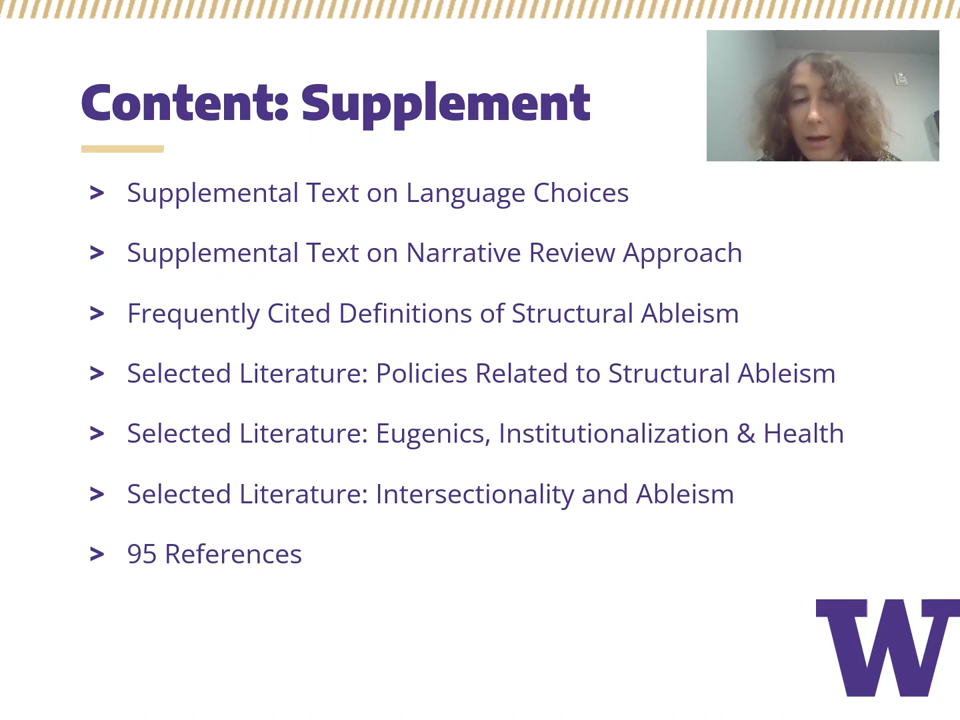 Content: Supplement
> Supplemental Text on Language Choices
> Supplemental Text on Narrative Review Approach
> Frequently Cited Definitions of Structural Ableism
> Selected Literature: Policies Related to Structural Ableism
> Selected Literature: Eugenics, Institutionalization & Health
> Selected Literature: Intersectionality and Ableism
> 95 References
W